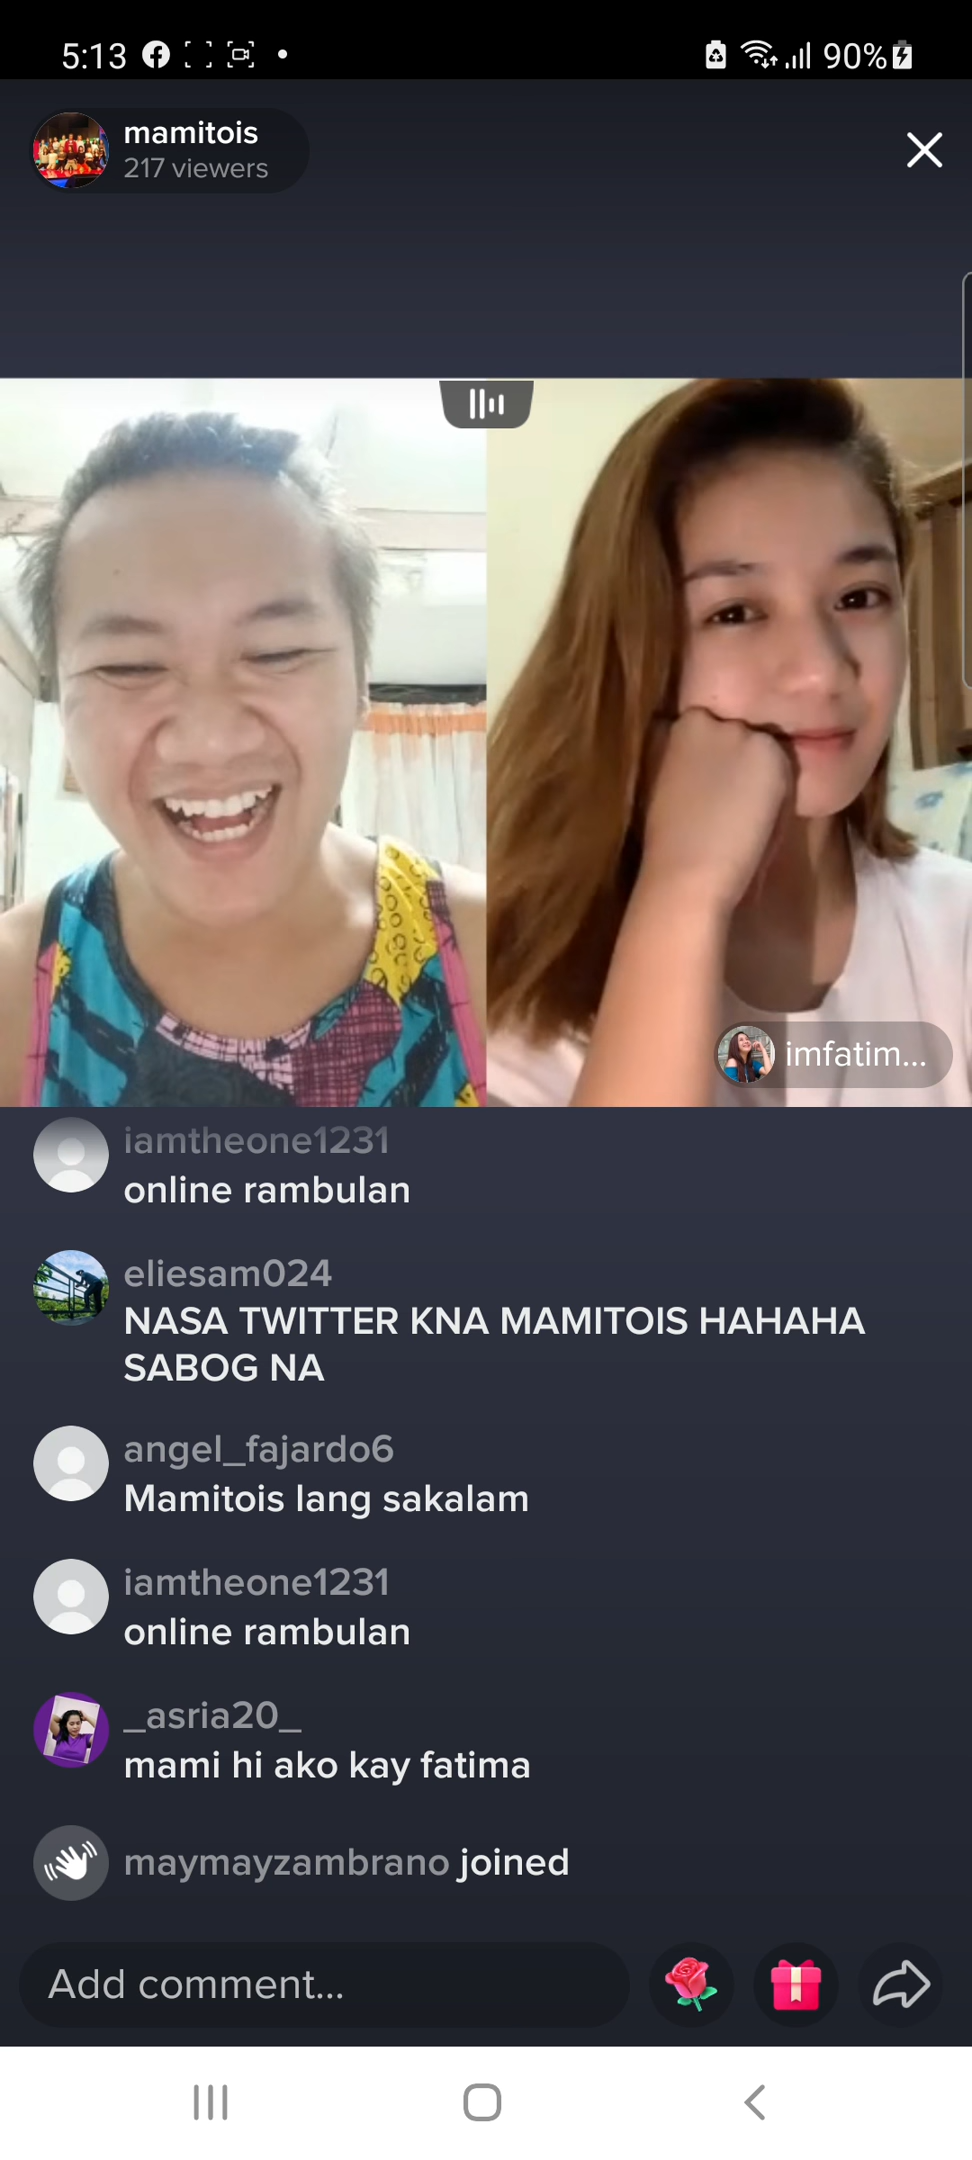 5:13
90%
mamitois
217 viewers
imfatim...
iamtheone1231
online rambulan
eliesam024
NASA TWITTER KNA MAMITOIS HAHAHA
SABOG NA
angel_fajardo6
Mamitois lang sakalam
iamtheone1231
online rambulan
_asria20_
mami hi ako kay fatima
maymayzambrano joined
Add comment...